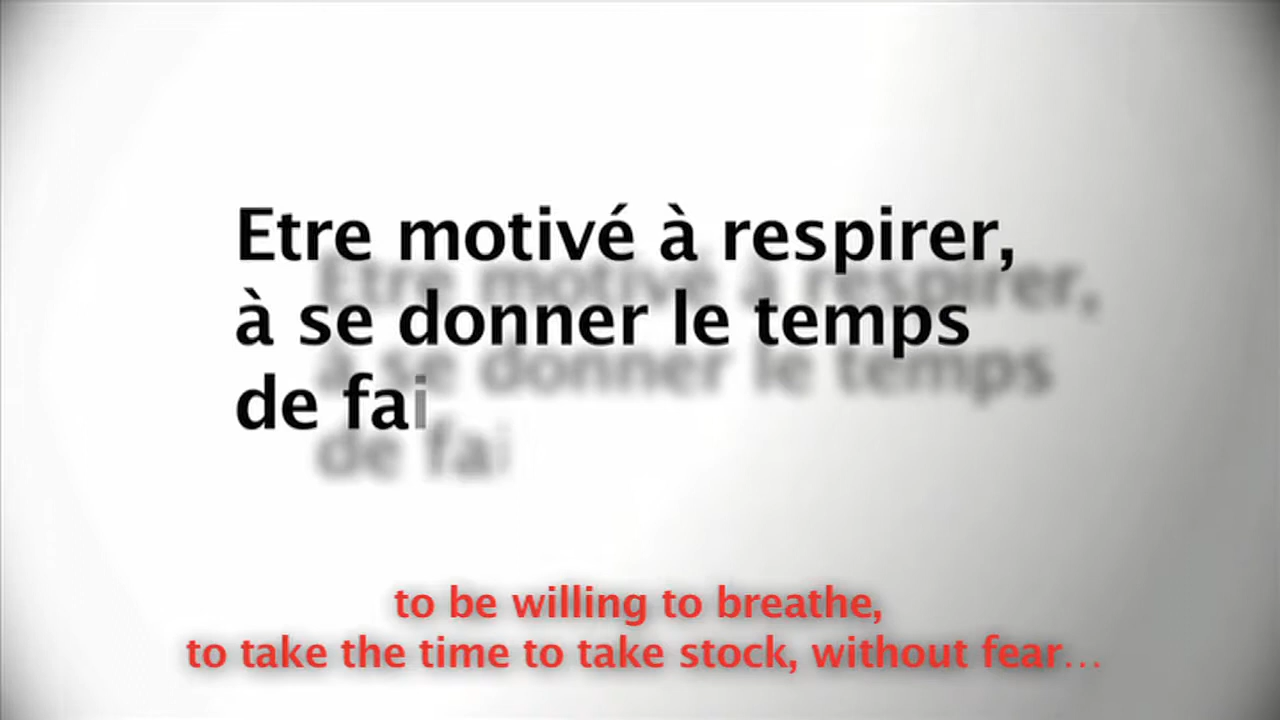 Etre motivé à respirer,
à se donner le temps
de fai
to be willing to breathe,
to take the time to take stock, without fear...